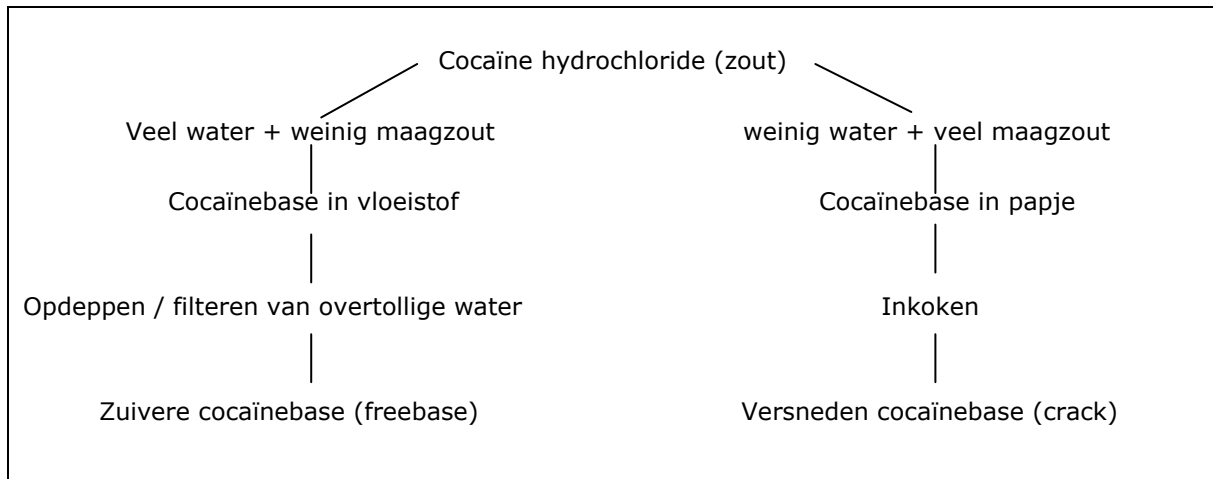 Cocaïne hydrochloride (zout)
Veel water + weinig maagzout
weinig water + veel maagzout
Cocaïnebase in vloeistof
Cocaïnebase in papje
Opdeppen / filteren van overtollige water
Inkoken
Zuivere cocaïnebase (freebase)
Versneden cocaïnebase (crack)